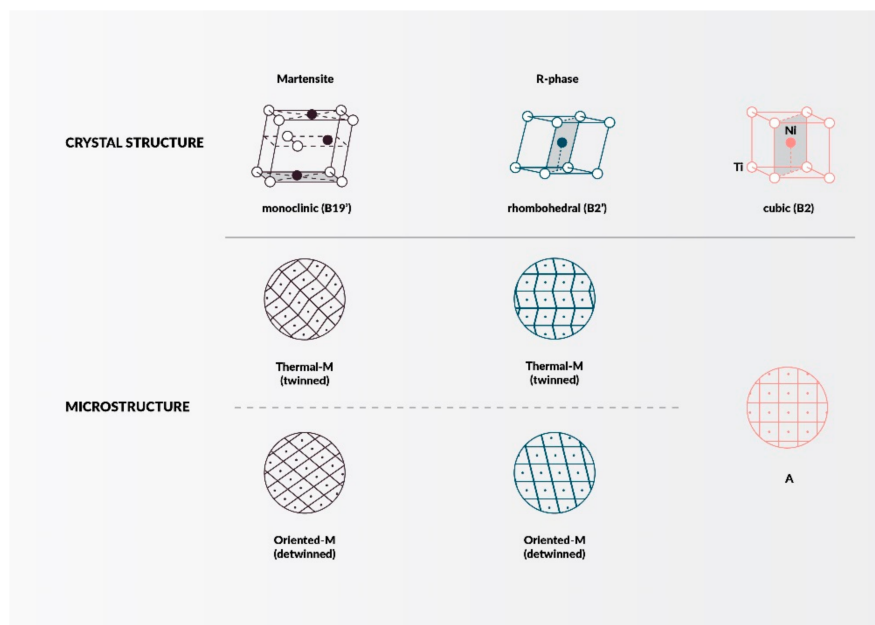 Martensite
R-phase
CRYSTAL STRUCTURE
Ni
Ti
monoclinic (B19')
rhombohedral (B2')
cubic (B2)
Thermal-M
(twinned)
Thermal-M
(twinned)
MICROSTRUCTURE
A
Oriented-M
(detwinned)
Oriented-M
(detwinned)